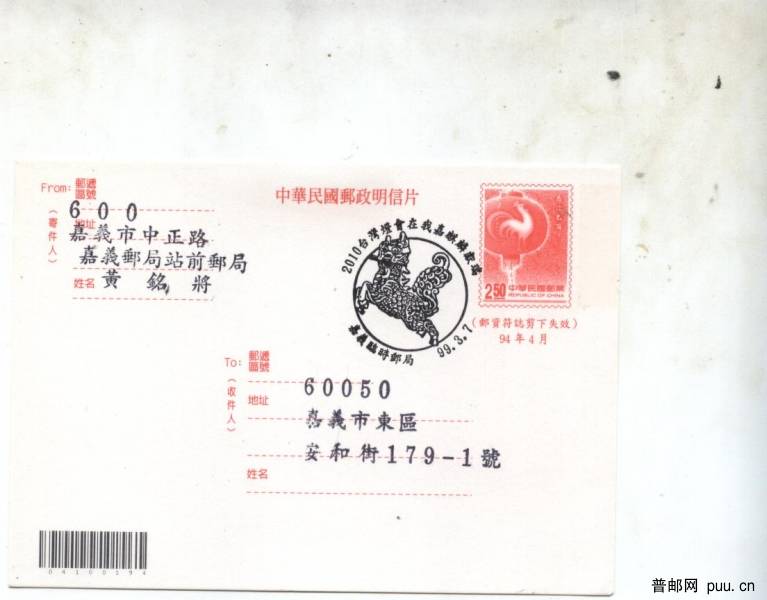 中華民國郵政明信片
From: 郵遞區號
600
(寄件人)
地址
嘉義市中正路
嘉義郵局站前郵局
姓名 黃銘將
2010台灣燈會在我嘉獻麟歡瑞
嘉義臨時郵局
99.3.7
2.50 中華民國郵票
REPUBLIC OF CHINA
(郵資符誌剪下失效)
94年4月
To: 郵遞區號
60050
(收件人)
地址
嘉義市東區
安和街179-1號
姓名
04100194
普邮网 puu.cn